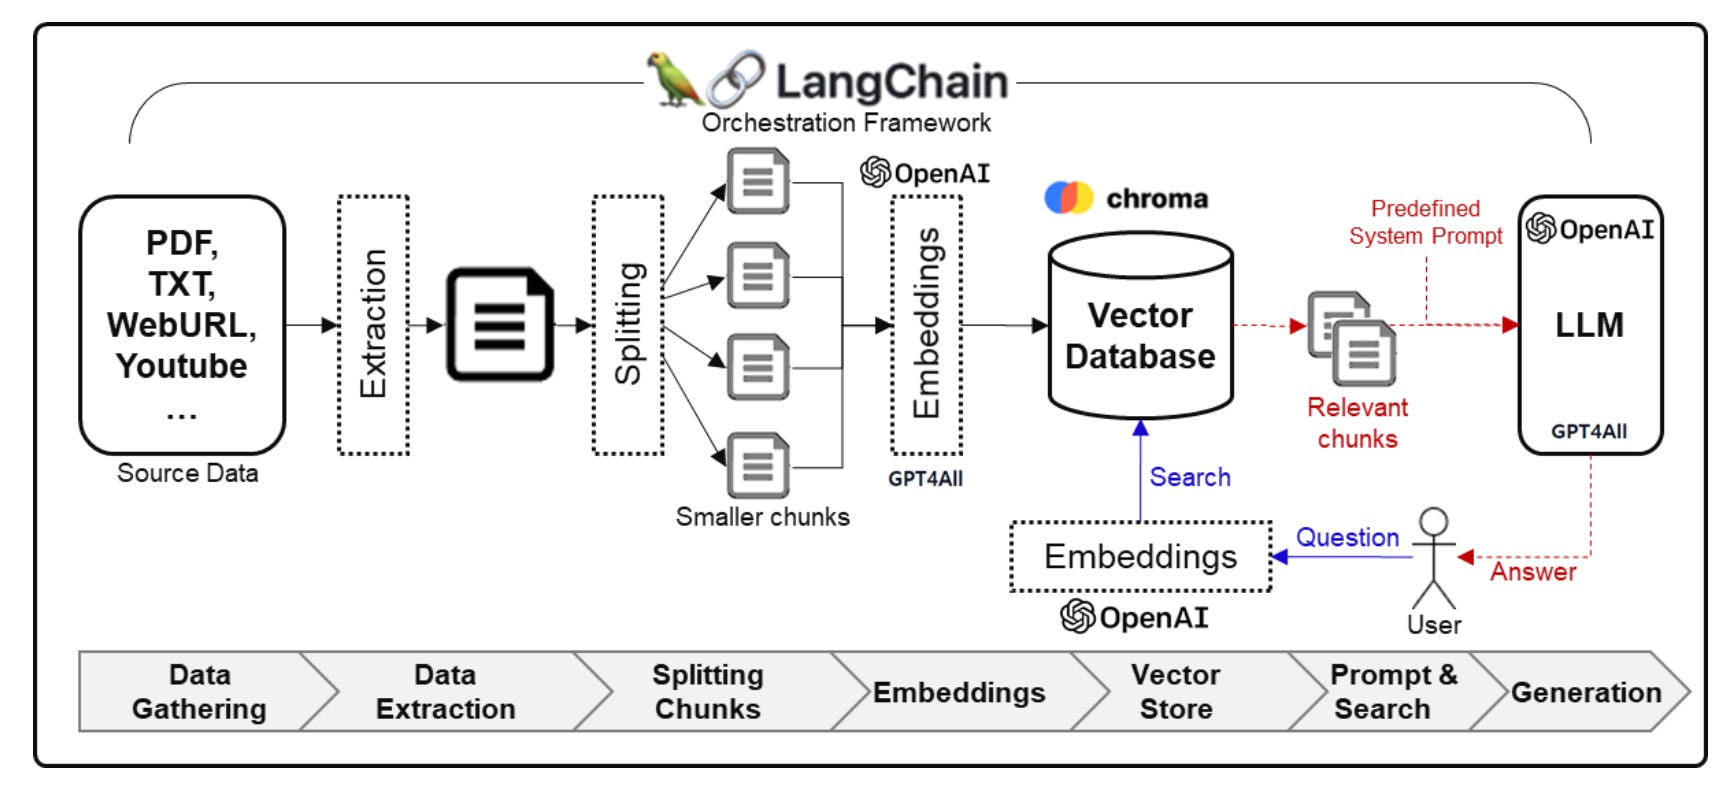 LangChain
Orchestration Framework
PDF,
TXT,
WebURL,
Youtube
...
Source Data
Extraction
Splitting
Smaller chunks
OpenAI
Embeddings
GPT4All
chroma
Vector
Database
Search
Embeddings
OpenAI
Question
User
Answer
Relevant
chunks
Predefined
System Prompt
OpenAI
LLM
GPT4All
Data
Gathering
Data
Extraction
Splitting
Chunks
Embeddings
Vector
Store
Prompt &
Search
Generation